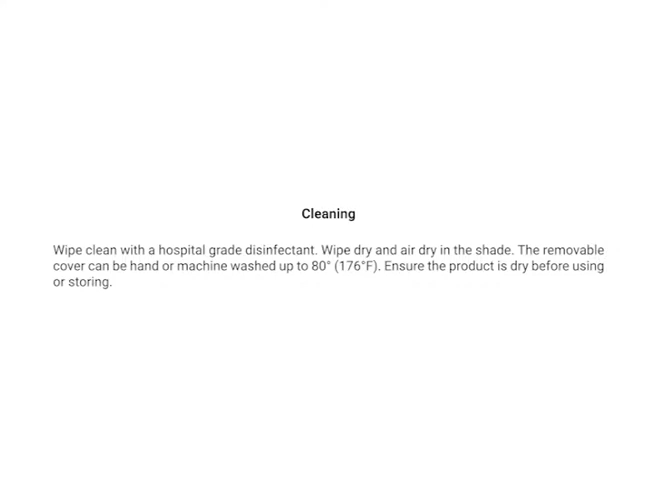 Cleaning
Wipe clean with a hospital grade disinfectant. Wipe dry and air dry in the shade. The removable
cover can be hand or machine washed up to 80° (176°F). Ensure the product is dry before using
or storing.